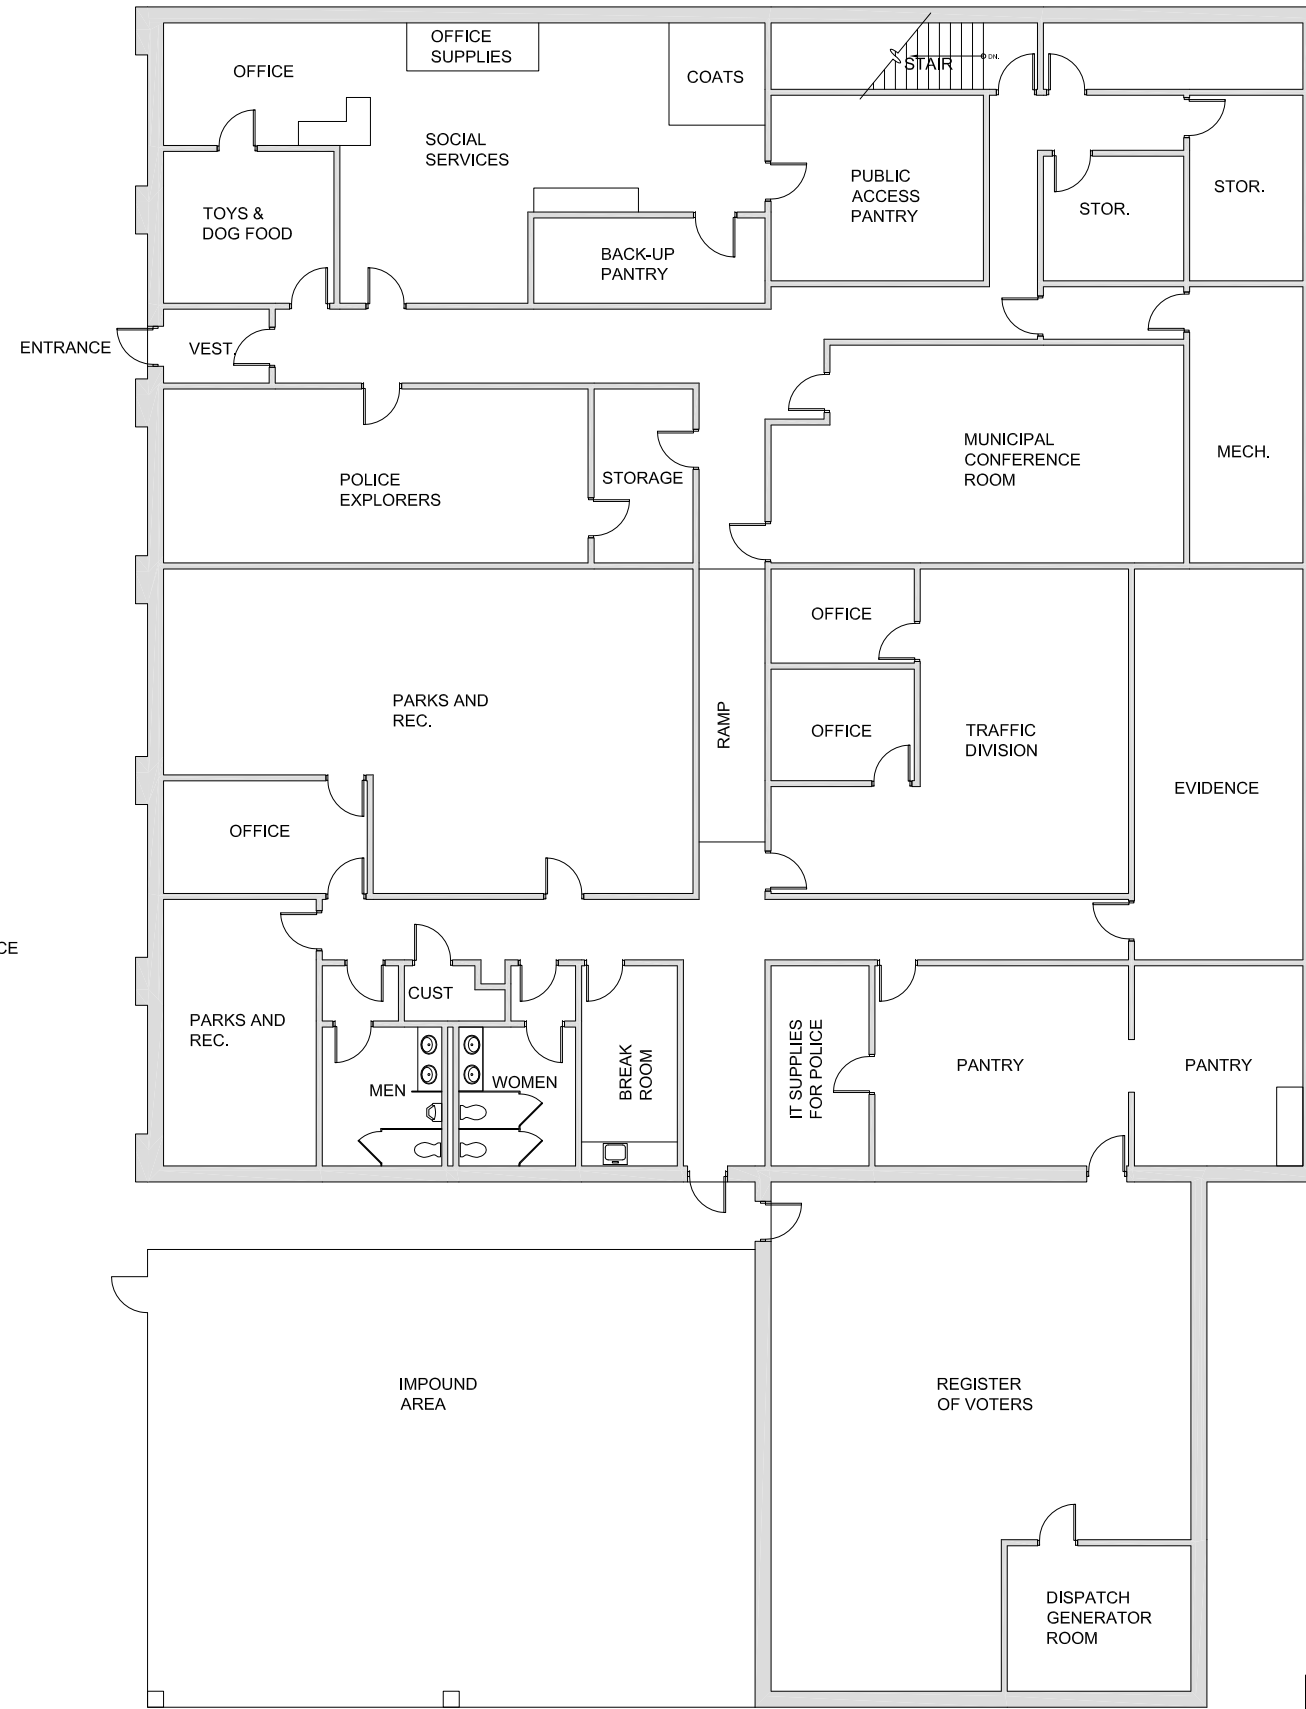 OFFICE
SUPPLIES
OFFICE
COATS
STAIR
DN.
SOCIAL
SERVICES
PUBLIC
ACCESS
PANTRY
STOR.
STOR.
TOYS &
DOG FOOD
BACK-UP
PANTRY
ENTRANCE
VEST.
POLICE
EXPLORERS
STORAGE
MUNICIPAL
CONFERENCE
ROOM
MECH.
OFFICE
PARKS AND
REC.
RAMP
OFFICE
TRAFFIC
DIVISION
EVIDENCE
OFFICE
CE
PARKS AND
REC.
CUST
MEN
WOMEN
BREAK
ROOM
IT SUPPLIES
FOR POLICE
PANTRY
PANTRY
IMPOUND
AREA
REGISTER
OF VOTERS
DISPATCH
GENERATOR
ROOM